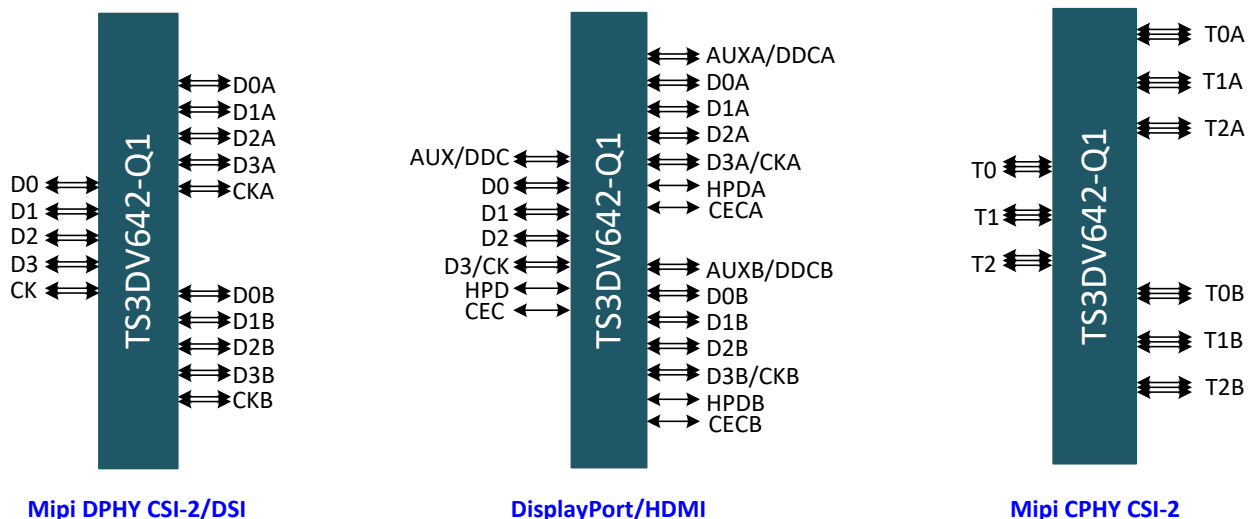 TS3DV642-Q1
D0
D1
D2
D3
CK
D0A
D1A
D2A
D3A
CKA
D0B
D1B
D2B
D3B
CKB
Mipi DPHY CSI-2/DSI
TS3DV642-Q1
AUX/DDC
D0
D1
D2
D3/CK
HPD
CEC
AUXA/DDCA
D0A
D1A
D2A
D3A/CKA
HPDA
CECA
AUXB/DDCB
D0B
D1B
D2B
D3B/CKB
HPDB
CECB
DisplayPort/HDMI
TS3DV642-Q1
T0
T1
T2
T0A
T1A
T2A
T0B
T1B
T2B
Mipi CPHY CSI-2